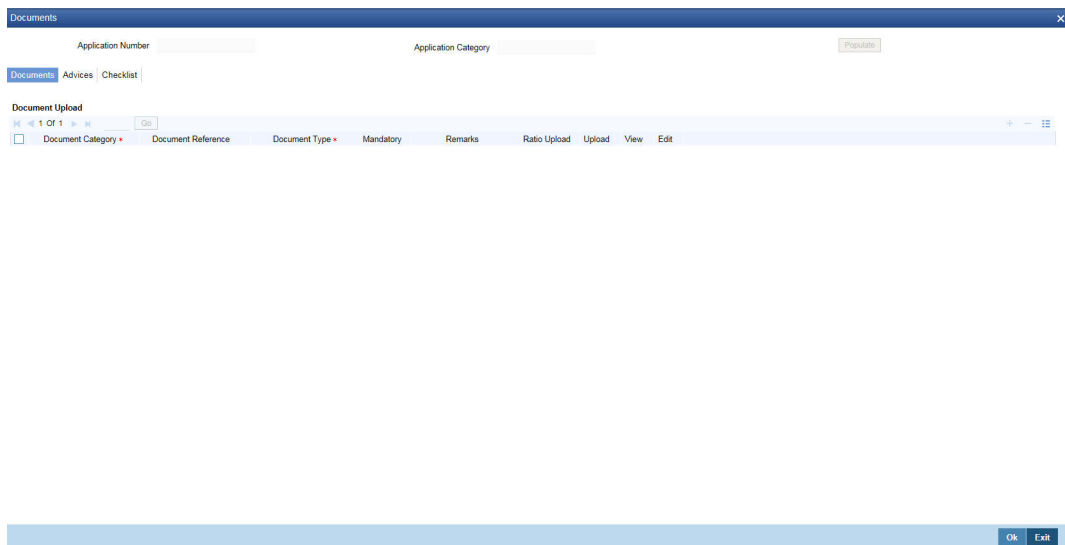 Documents
Application Number Application Category Populate
Documents Advices Checklist
Document Upload
1 Of 1 Go
Document Category * Document Reference Document Type * Mandatory Remarks Ratio Upload Upload View Edit
Ok Exit